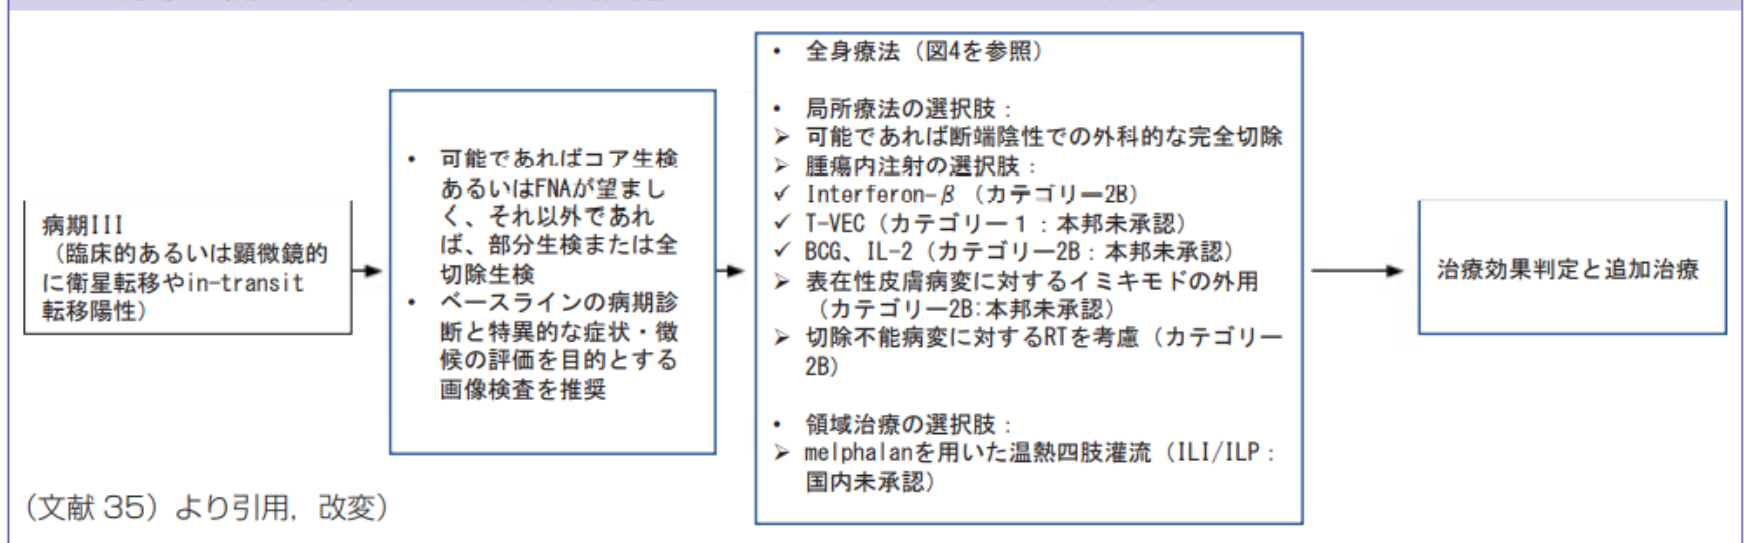 病期III
（臨床的あるいは顕微鏡的
に衛星転移やin-transit
転移陽性）
• 可能であればコア生検
あるいはFNAが望まし
く、それ以外であれ
ば、部分生検または全
切除生検
• ベースラインの病期診
断と特異的な症状・徴
候の評価を目的とする
画像検査を推奨
• 全身療法（図4を参照）
• 局所療法の選択肢：
➢ 可能であれば断端陰性での外科的な完全切除
➢ 腫瘍内注射の選択肢：
✓ Interferon-β（カテゴリー2B）
✓ T-VEC（カテゴリー１：本邦未承認）
✓ BCG、IL-2（カテゴリー2B：本邦未承認）
➢ 表在性皮膚病変に対するイミキモドの外用
（カテゴリー2B:本邦未承認）
➢ 切除不能病変に対するRTを考慮（カテゴリー
2B）
• 領域治療の選択肢：
➢ melphalanを用いた温熱四肢灌流（ILI/ILP：
国内未承認）
治療効果判定と追加治療
（文献 35）より引用，改変）